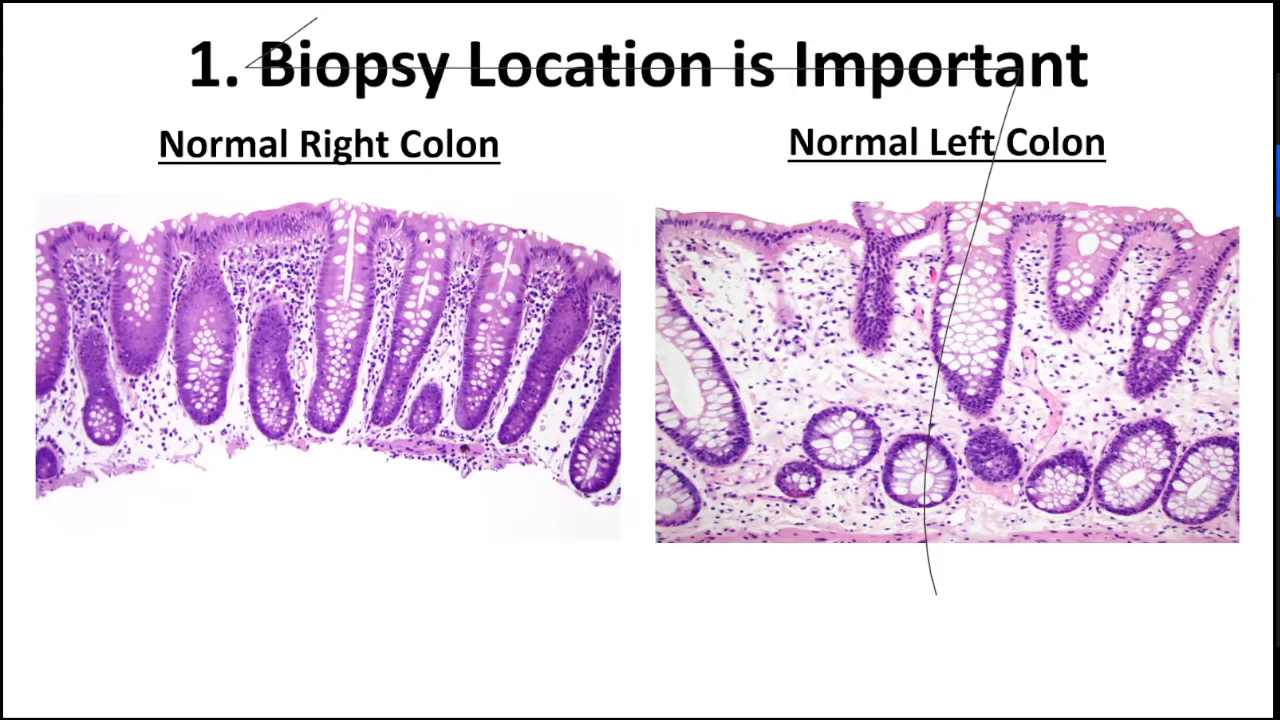 1. Biopsy Location is Important
Normal Right Colon
Normal Left Colon